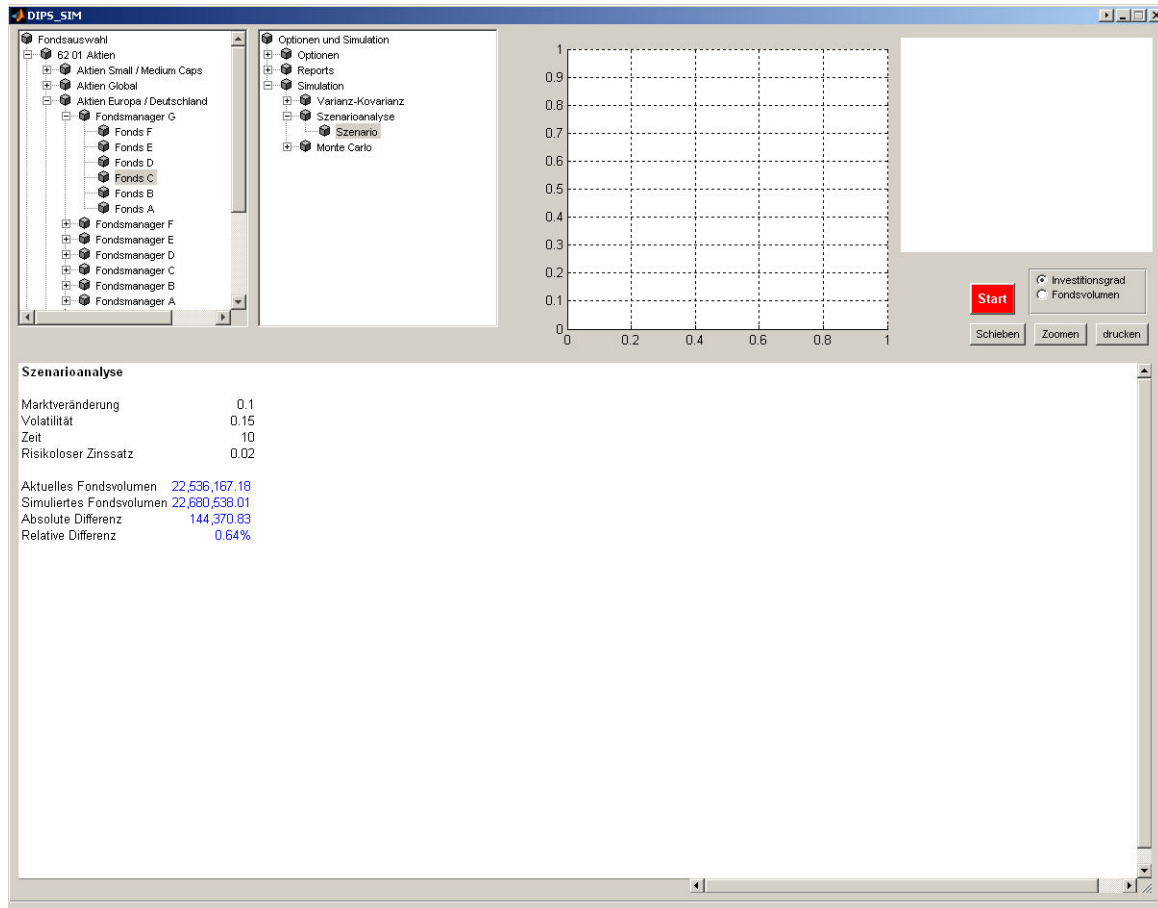 DIPS_SIM
Fondsauswahl
62 01 Aktien
Aktien Small / Medium Caps
Aktien Global
Aktien Europa / Deutschland
Fondsmanager G
Fonds F
Fonds E
Fonds D
Fonds C
Fonds B
Fonds A
Fondsmanager F
Fondsmanager E
Fondsmanager D
Fondsmanager C
Fondsmanager B
Fondsmanager A
Optionen und Simulation
Optionen
Reports
Simulation
Varianz-Kovarianz
Szenarioanalyse
Szenario
Monte Carlo
1
0.9
0.8
0.7
0.6
0.5
0.4
0.3
0.2
0.1
0
0 0.2 0.4 0.6 0.8 1
Start
Investitionsgrad
Fondsvolumen
Schieben Zoomen drucken
Szenarioanalyse
Marktveränderung 0.1
Volatilität 0.15
Zeit 10
Risikoloser Zinssatz 0.02
Aktuelles Fondsvolumen 22,536,167.18
Simuliertes Fondsvolumen 22,680,538.01
Absolute Differenz 144,370.83
Relative Differenz 0.64%